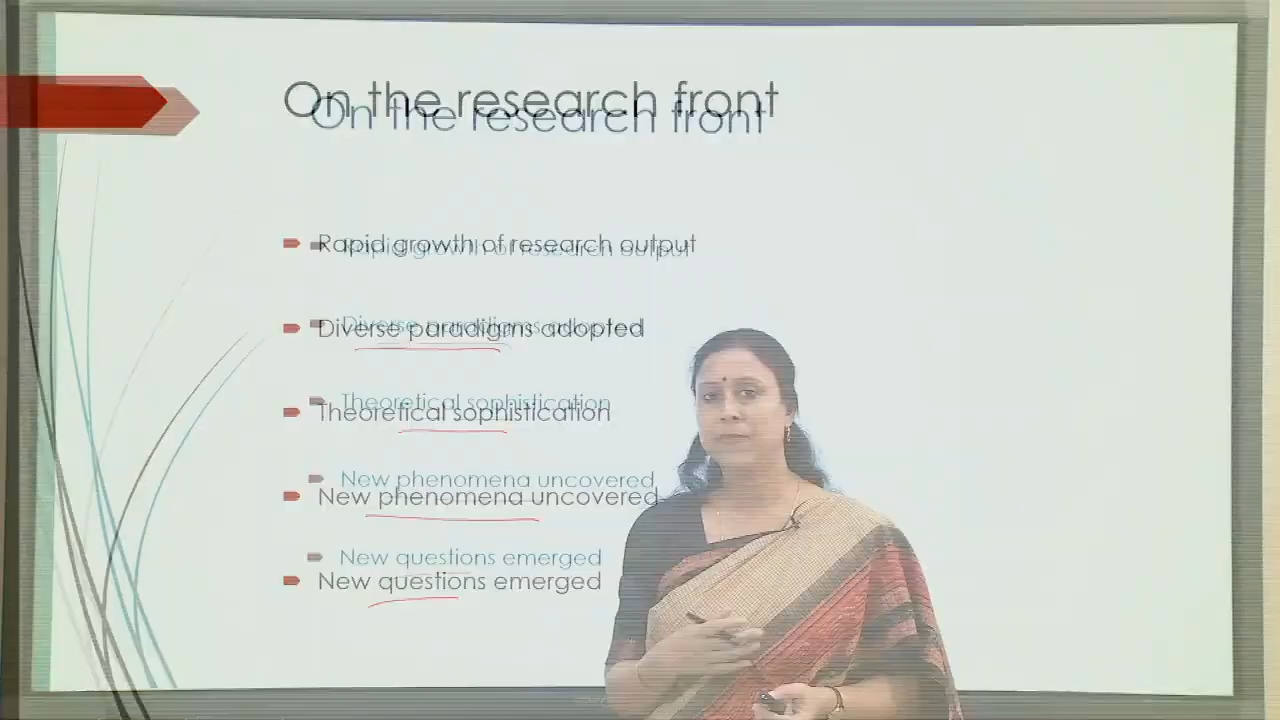 On the research front
Rapid growth of research output
Diverse paradigms adopted
Theoretical sophistication
New phenomena uncovered
New questions emerged